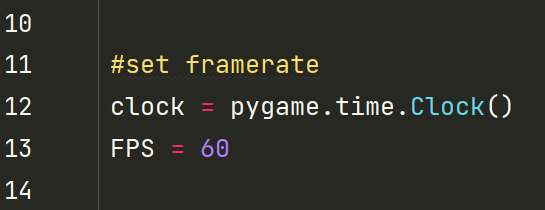 10
11 #set framerate
12 clock = pygame.time.Clock()
13 FPS = 60
14